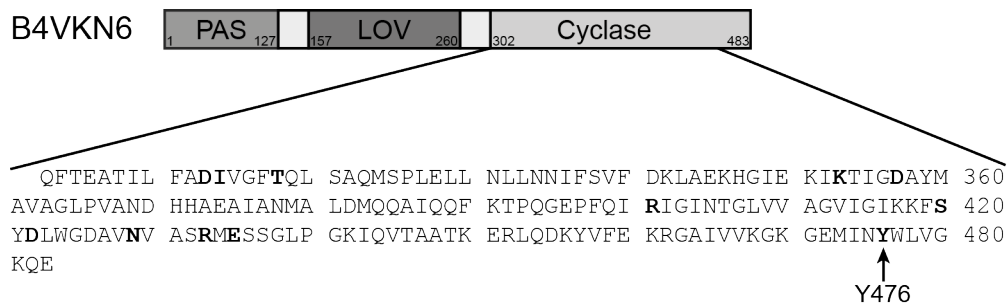 B4VKN6 PAS LOV Cyclase
1 127 157 260 302 483
QFTEATIL FADIVGFTQL SAQMSPLELL NLLNNIFSVF DKLAEKHGIE KIKTIGDAYM 360
AVAGLPVAND HHAEAIANMA LDMQQAIQQF KTPQGEPFQI RIGINTGLVV AGVIGIKKFS 420
YDLWGDAVNV ASRMESSGLP GKIQVTAATK ERLQDKYVFE KRGAIVVKGK GEMINYWLVG 480
KQE
Y476